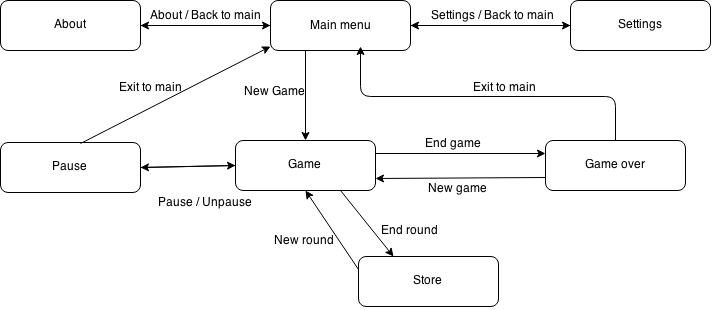 About
About / Back to main
Main menu
Settings / Back to main
Settings
Exit to main
New Game
Exit to main
Pause
Pause / Unpause
Game
End game
New game
Game over
New round
End round
Store